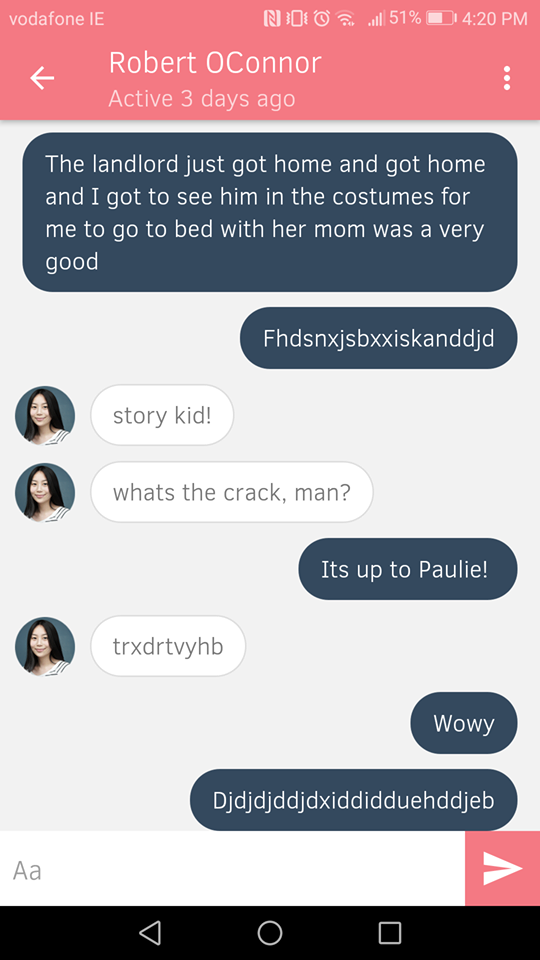 vodafone IE 51% 4:20 PM
Robert OConnor
Active 3 days ago
The landlord just got home and got home
and I got to see him in the costumes for
me to go to bed with her mom was a very
good
Fhdsnxjsbxxiskanddjd
story kid!
whats the crack, man?
Its up to Paulie!
trxdrtvyhb
Wowy
Djdjdjddjdxiddidduehddjeb
Aa